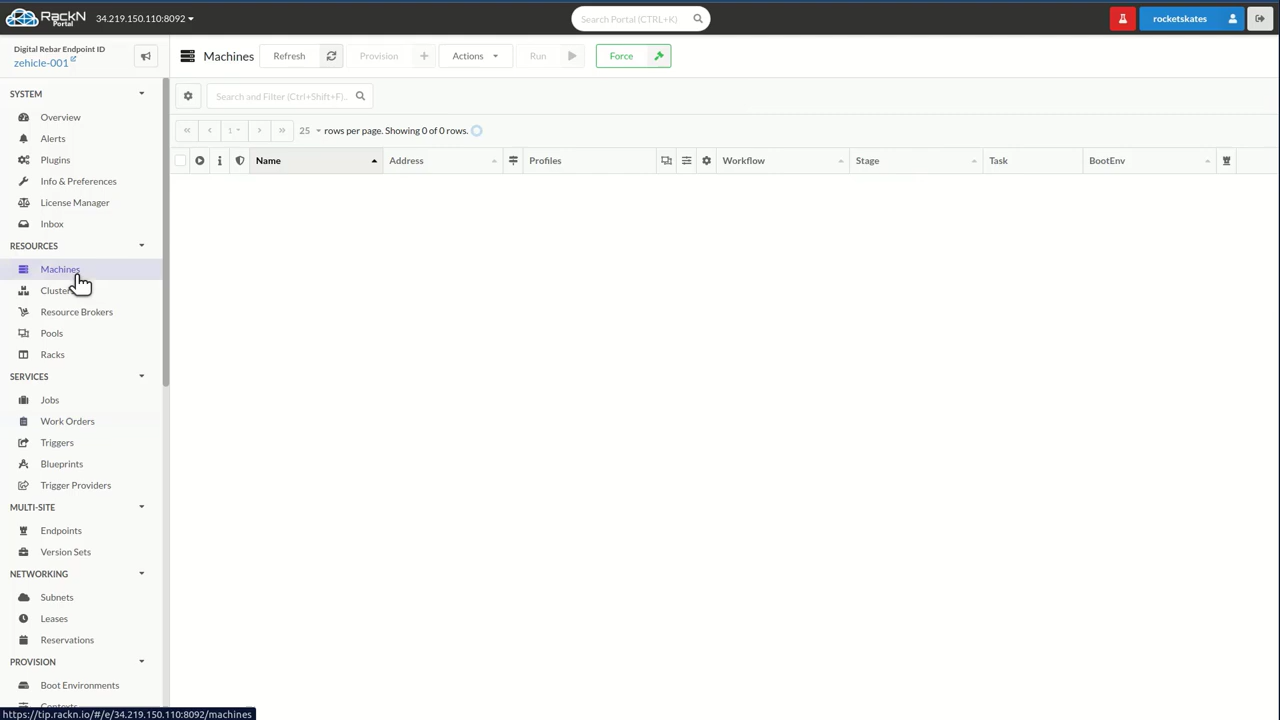 RACKN
Portal
34.219.150.110:8092
Search Portal (CTRL+K)
rocketskates
Digital Rebar Endpoint ID
zehicle-001
Machines
Refresh
Provision
Actions
Run
Force
Search and Filter (Ctrl+Shift+F)..
1
25 rows per page. Showing 0 of 0 rows.
Name
Address
Profiles
Workflow
Stage
Task
BootEnv
SYSTEM
Overview
Alerts
Plugins
Info & Preferences
License Manager
Inbox
RESOURCES
Machines
Cluster
Resource Brokers
Pools
Racks
SERVICES
Jobs
Work Orders
Triggers
Blueprints
Trigger Providers
MULTI-SITE
Endpoints
Version Sets
NETWORKING
Subnets
Leases
Reservations
PROVISION
Boot Environments
https://tip.rackn.io/#/e/34.219.150.110:8092/machines